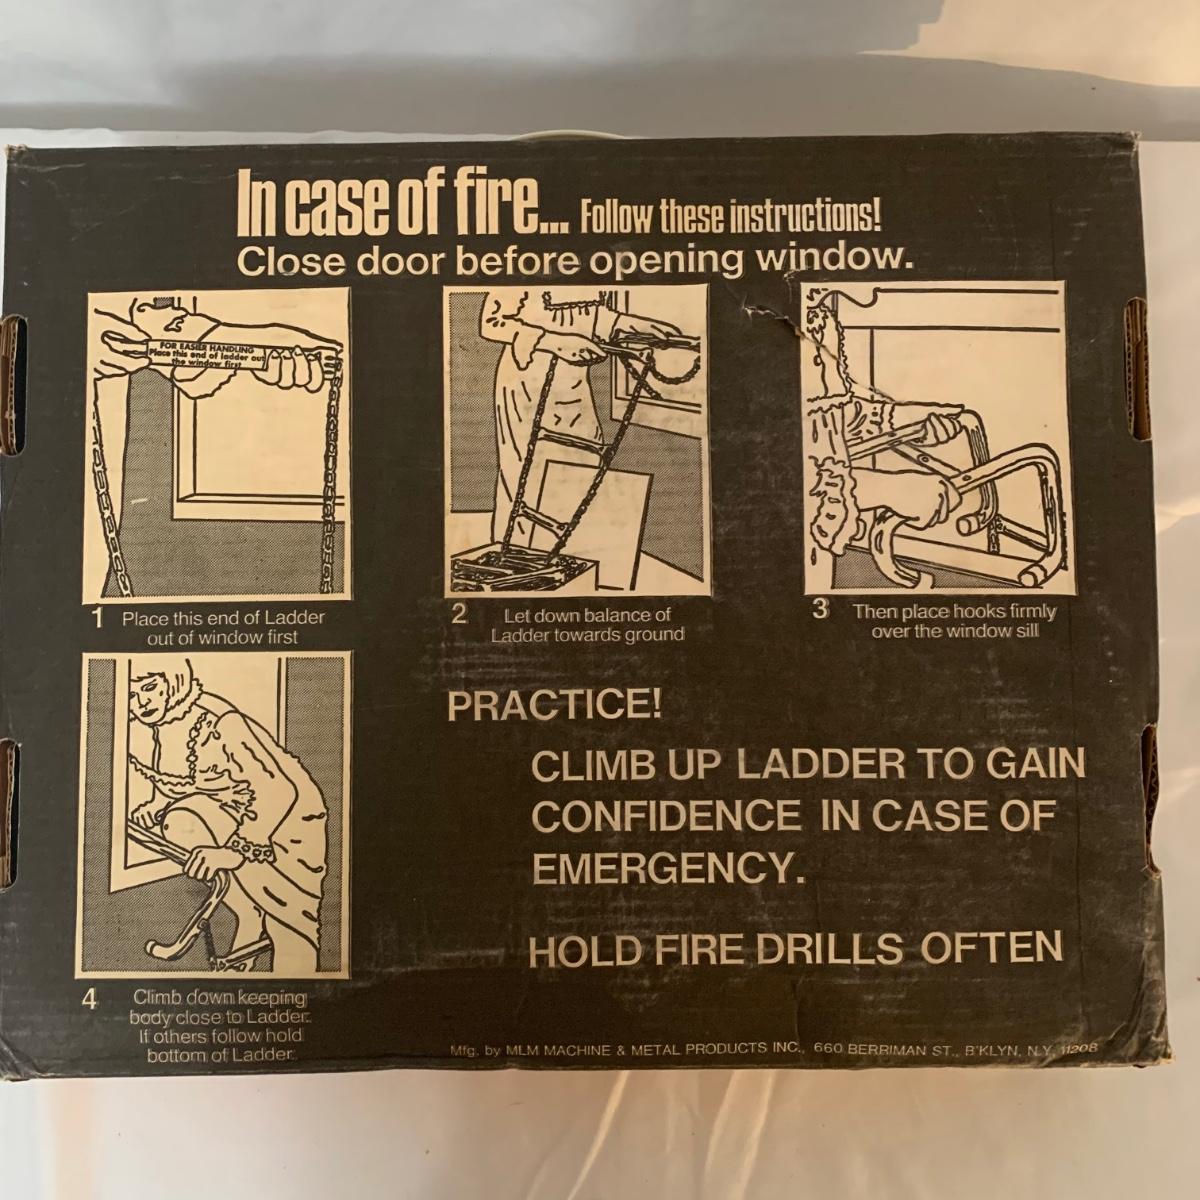 In case of fire... Follow these instructions!
Close door before opening window.
FOR EASIER HANDLING
Place this end of ladder out
the window first
1 Place this end of Ladder
out of window first
2 Let down balance of
Ladder towards ground
3 Then place hooks firmly
over the window sill
4 Climb down keeping
body close to Ladder.
If others follow hold
bottom of Ladder.
PRACTICE!
CLIMB UP LADDER TO GAIN
CONFIDENCE IN CASE OF
EMERGENCY.
HOLD FIRE DRILLS OFTEN
Mfg. by MLM MACHINE & METAL PRODUCTS INC., 660 BERRIMAN ST., B'KLYN, N.Y. 11208